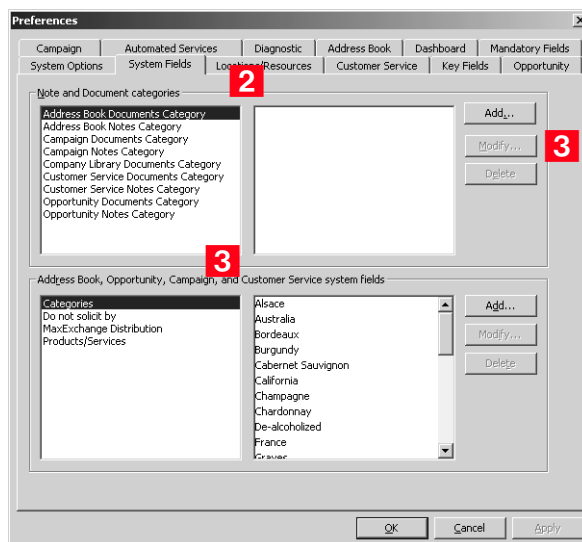 Preferences
Campaign Automated Services Diagnostic Address Book Dashboard Mandatory Fields
System Options System Fields Locations/Resources Customer Service Key Fields Opportunity
2
Note and Document categories
Address Book Documents Category
Address Book Notes Category
Campaign Documents Category
Campaign Notes Category
Company Library Documents Category
Customer Service Documents Category
Customer Service Notes Category
Opportunity Documents Category
Opportunity Notes Category
Add...
Modify...
3
Delete
3
Address Book, Opportunity, Campaign, and Customer Service system fields
Categories
Do not solicit by
MaxExchange Distribution
Products/Services
Alsace
Australia
Bordeaux
Burgundy
Cabernet Sauvignon
California
Champagne
Chardonnay
De-alcoholized
France
Graves
Add...
Modify...
Delete
OK Cancel Apply